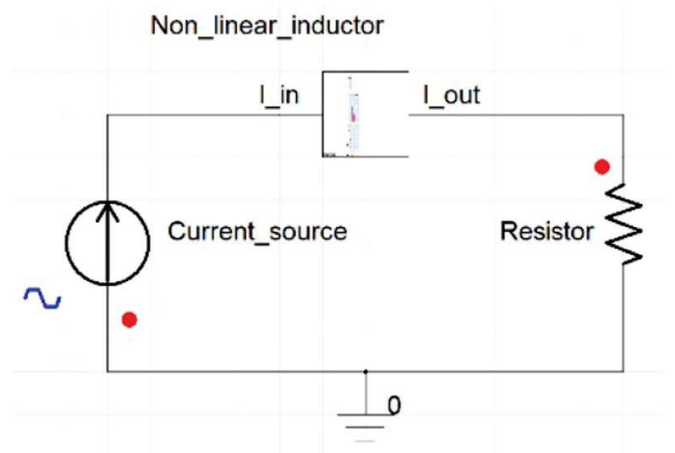 Non_linear_inductor
I_in
I_out
Current_source
Resistor
0